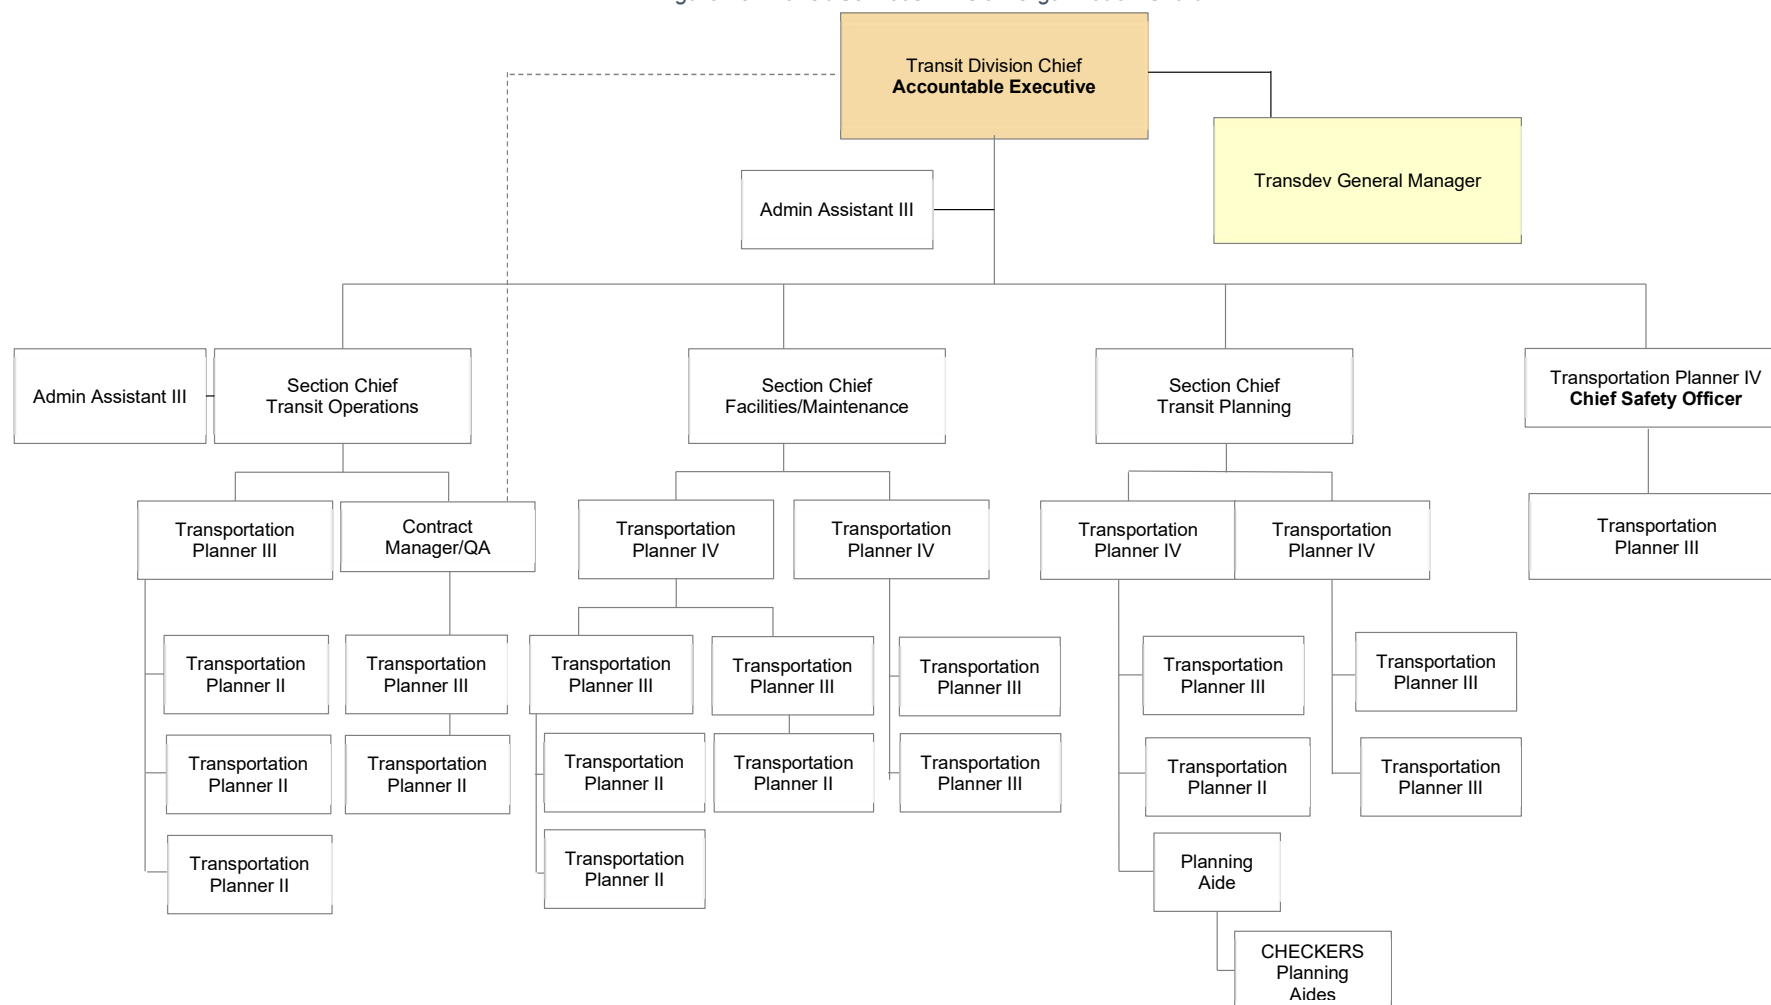 Transit Division Chief
Accountable Executive
Transdev General Manager
Admin Assistant III
Admin Assistant III
Section Chief
Transit Operations
Section Chief
Facilities/Maintenance
Section Chief
Transit Planning
Transportation Planner IV
Chief Safety Officer
Transportation
Planner III
Contract
Manager/QA
Transportation
Planner IV
Transportation
Planner IV
Transportation
Planner IV
Transportation
Planner IV
Transportation
Planner III
Transportation
Planner II
Transportation
Planner III
Transportation
Planner III
Transportation
Planner III
Transportation
Planner III
Transportation
Planner III
Transportation
Planner III
Transportation
Planner II
Transportation
Planner II
Transportation
Planner II
Transportation
Planner II
Transportation
Planner III
Transportation
Planner II
Transportation
Planner III
Transportation
Planner II
Transportation
Planner II
Planning
Aide
CHECKERS
Planning
Aides